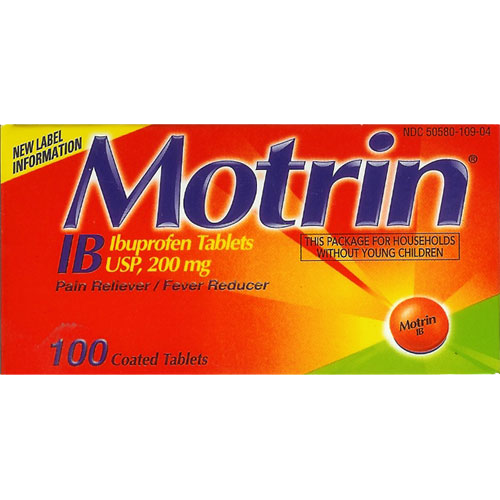 NEW LABEL
INFORMATION
NDC 50580-109-04
Motrin®
IB Ibuprofen Tablets
USP, 200 mg
THIS PACKAGE FOR HOUSEHOLDS
WITHOUT YOUNG CHILDREN
Pain Reliever / Fever Reducer
Motrin
IB
100 Coated Tablets